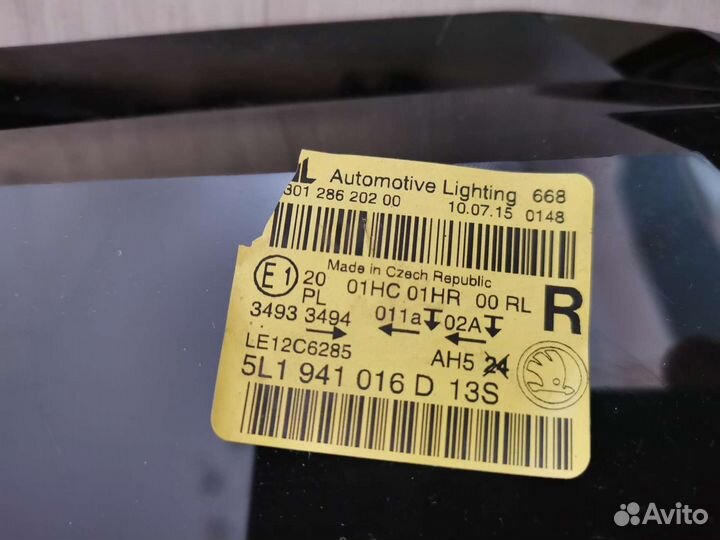 Automotive Lighting 668
301 286 202 00 10.07.15 0148
Made in Czech Republic
E1 20 01HC 01HR 00 RL R
PL
3493 3494 011a 02A
LE12C6285 AH5 24
5L1 941 016 D 13S
Avito